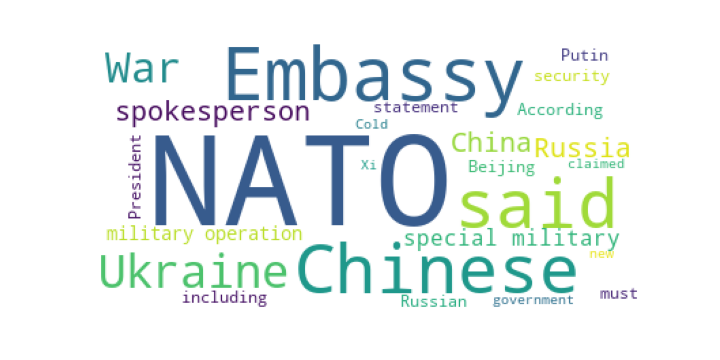 War
Embassy
Putin
security
spokesperson
statement
According
Cold
President
NATO
China
Russia
Xi
Beijing
claimed
said
military operation
special military
Ukraine
Chinese
new
including
Russian
government
must